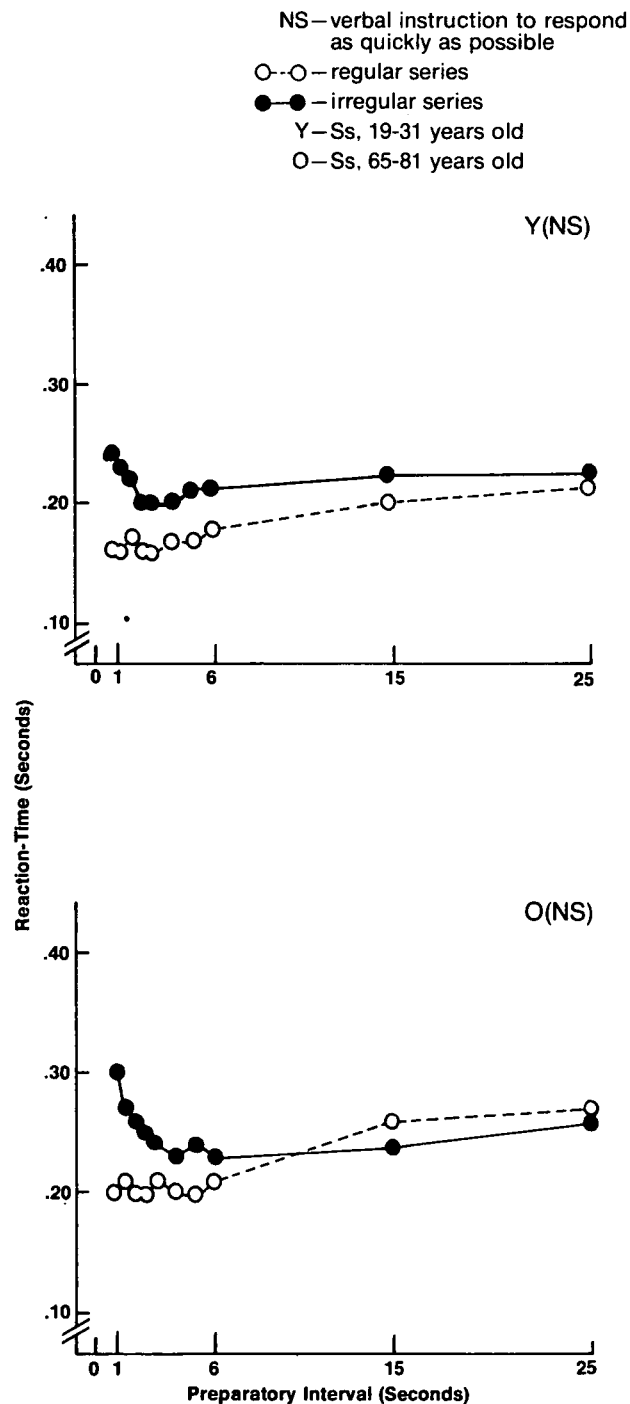 NS–verbal instruction to respond
as quickly as possible
–regular series
–irregular series
Y–Ss, 19-31 years old
O–Ss, 65-81 years old
Y(NS)
.40
.30
.20
.10
0 1 6 15 25
Reaction-Time (Seconds)
O(NS)
.40
.30
.20
.10
0 1 6 15 25
Preparatory Interval (Seconds)